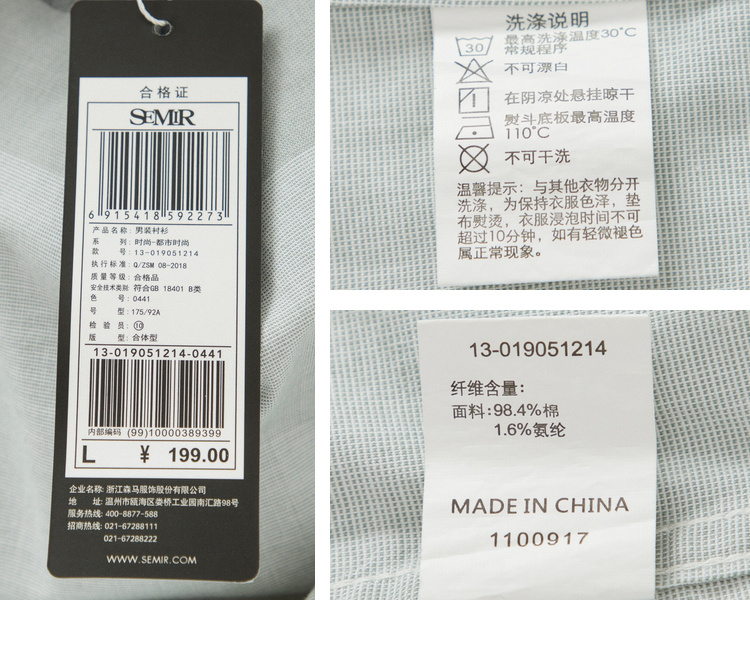 合格证
SEMIR
6 915418 592273
产品名称: 男装衬衫
系 列: 时尚-都市时尚
款 号: 13-019051214
执行标准: Q/ZSM 08-2018
质量等级: 合格品
安全技术类别: 符合GB 18401 B类
色 号: 0441
号 型: 175/92A
检 验 员: ⑩
版 型: 合体型
13-019051214-0441
内部编码 (99)10000389399
L ¥ 199.00
企业名称: 浙江森马服饰股份有限公司
地 址: 温州市瓯海区娄桥工业园南汇路98号
服务热线: 400-8877-588
招商热线: 021-67288111
021-67288222
WWW.SEMIR.COM
洗涤说明
30
最高洗涤温度30°C
常规程序
不可漂白
在阴凉处悬挂晾干
熨斗底板最高温度
110°C
不可干洗
温馨提示: 与其他衣物分开
洗涤, 为保持衣服色泽, 垫
布熨烫, 衣服浸泡时间不可
超过10分钟, 如有轻微褪色
属正常现象。
13-019051214
纤维含量:
面料:98.4%棉
1.6%氨纶
MADE IN CHINA
1100917